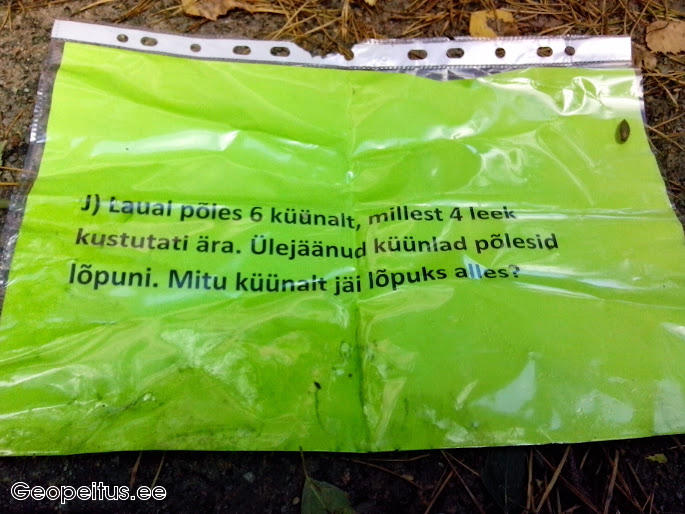 J) Laual põles 6 küünalt, millest 4 leek
kustutati ära. Ülejäänud küünlad põlesid
lõpuni. Mitu küünalt jäi lõpuks alles?
Geopeitus.ee